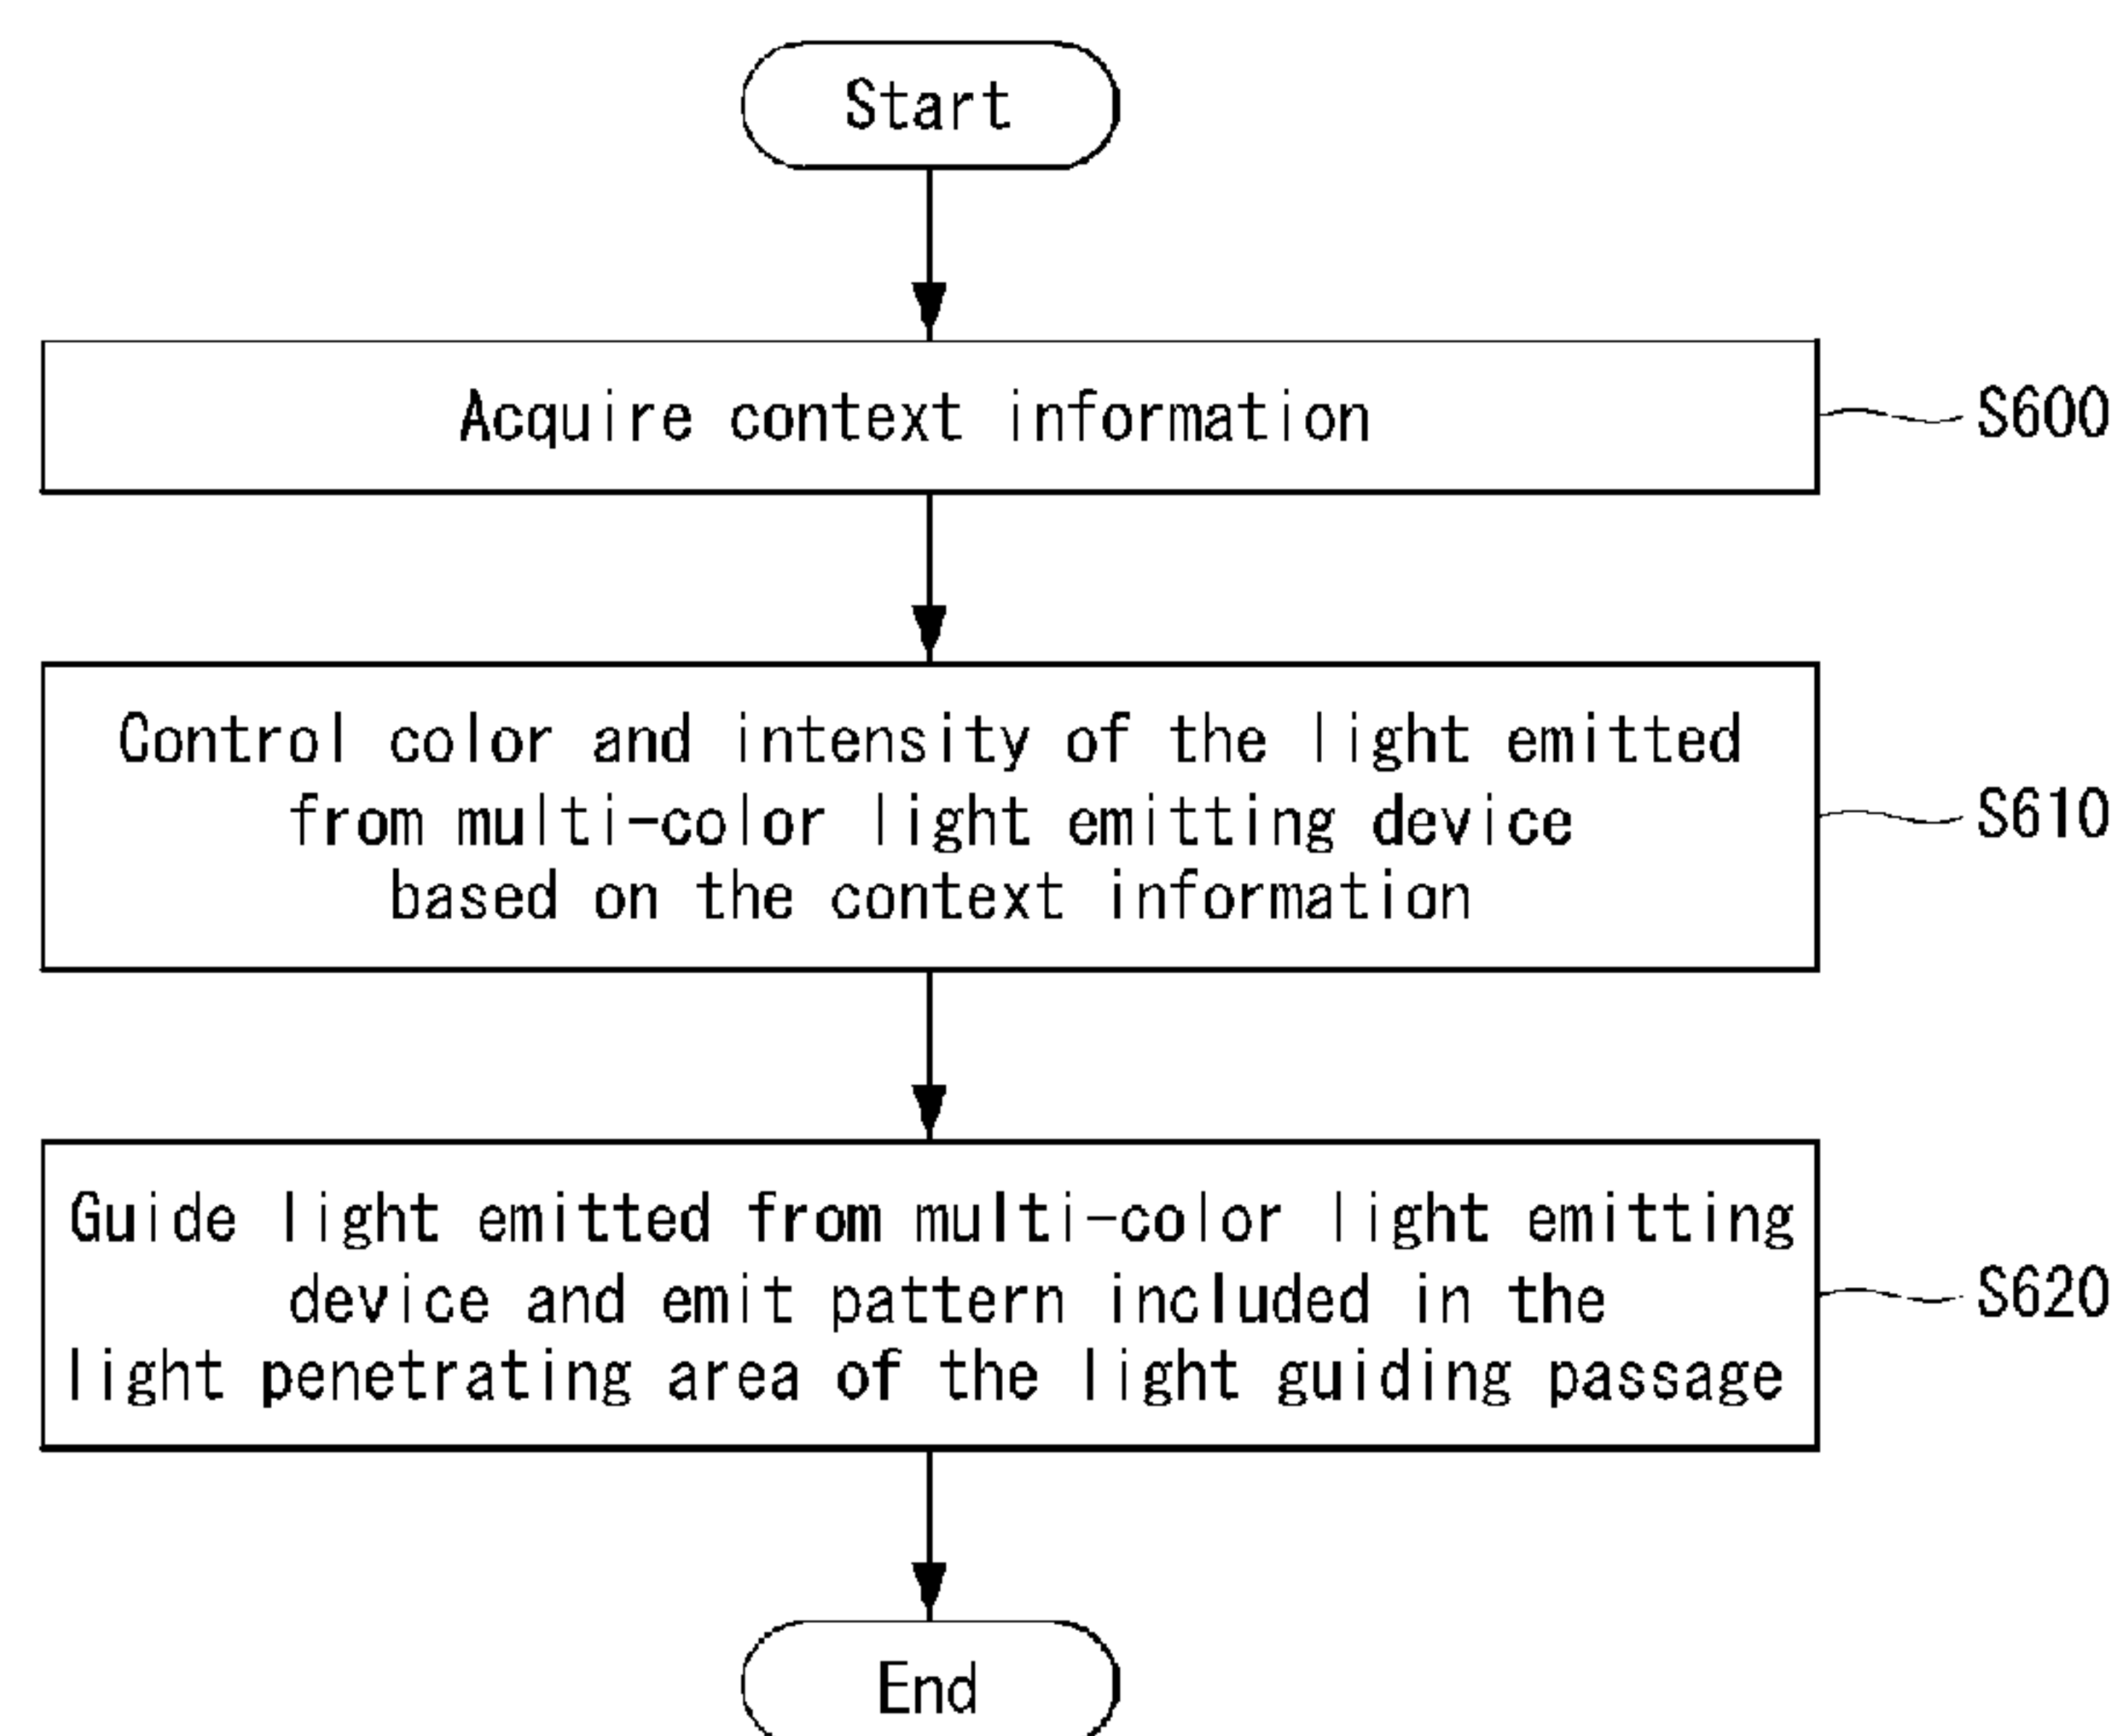 Start
Acquire context information
S600
Control color and intensity of the light emitted
from multi-color light emitting device
based on the context information
S610
Guide light emitted from multi-color light emitting
device and emit pattern included in the
light penetrating area of the light guiding passage
S620
End